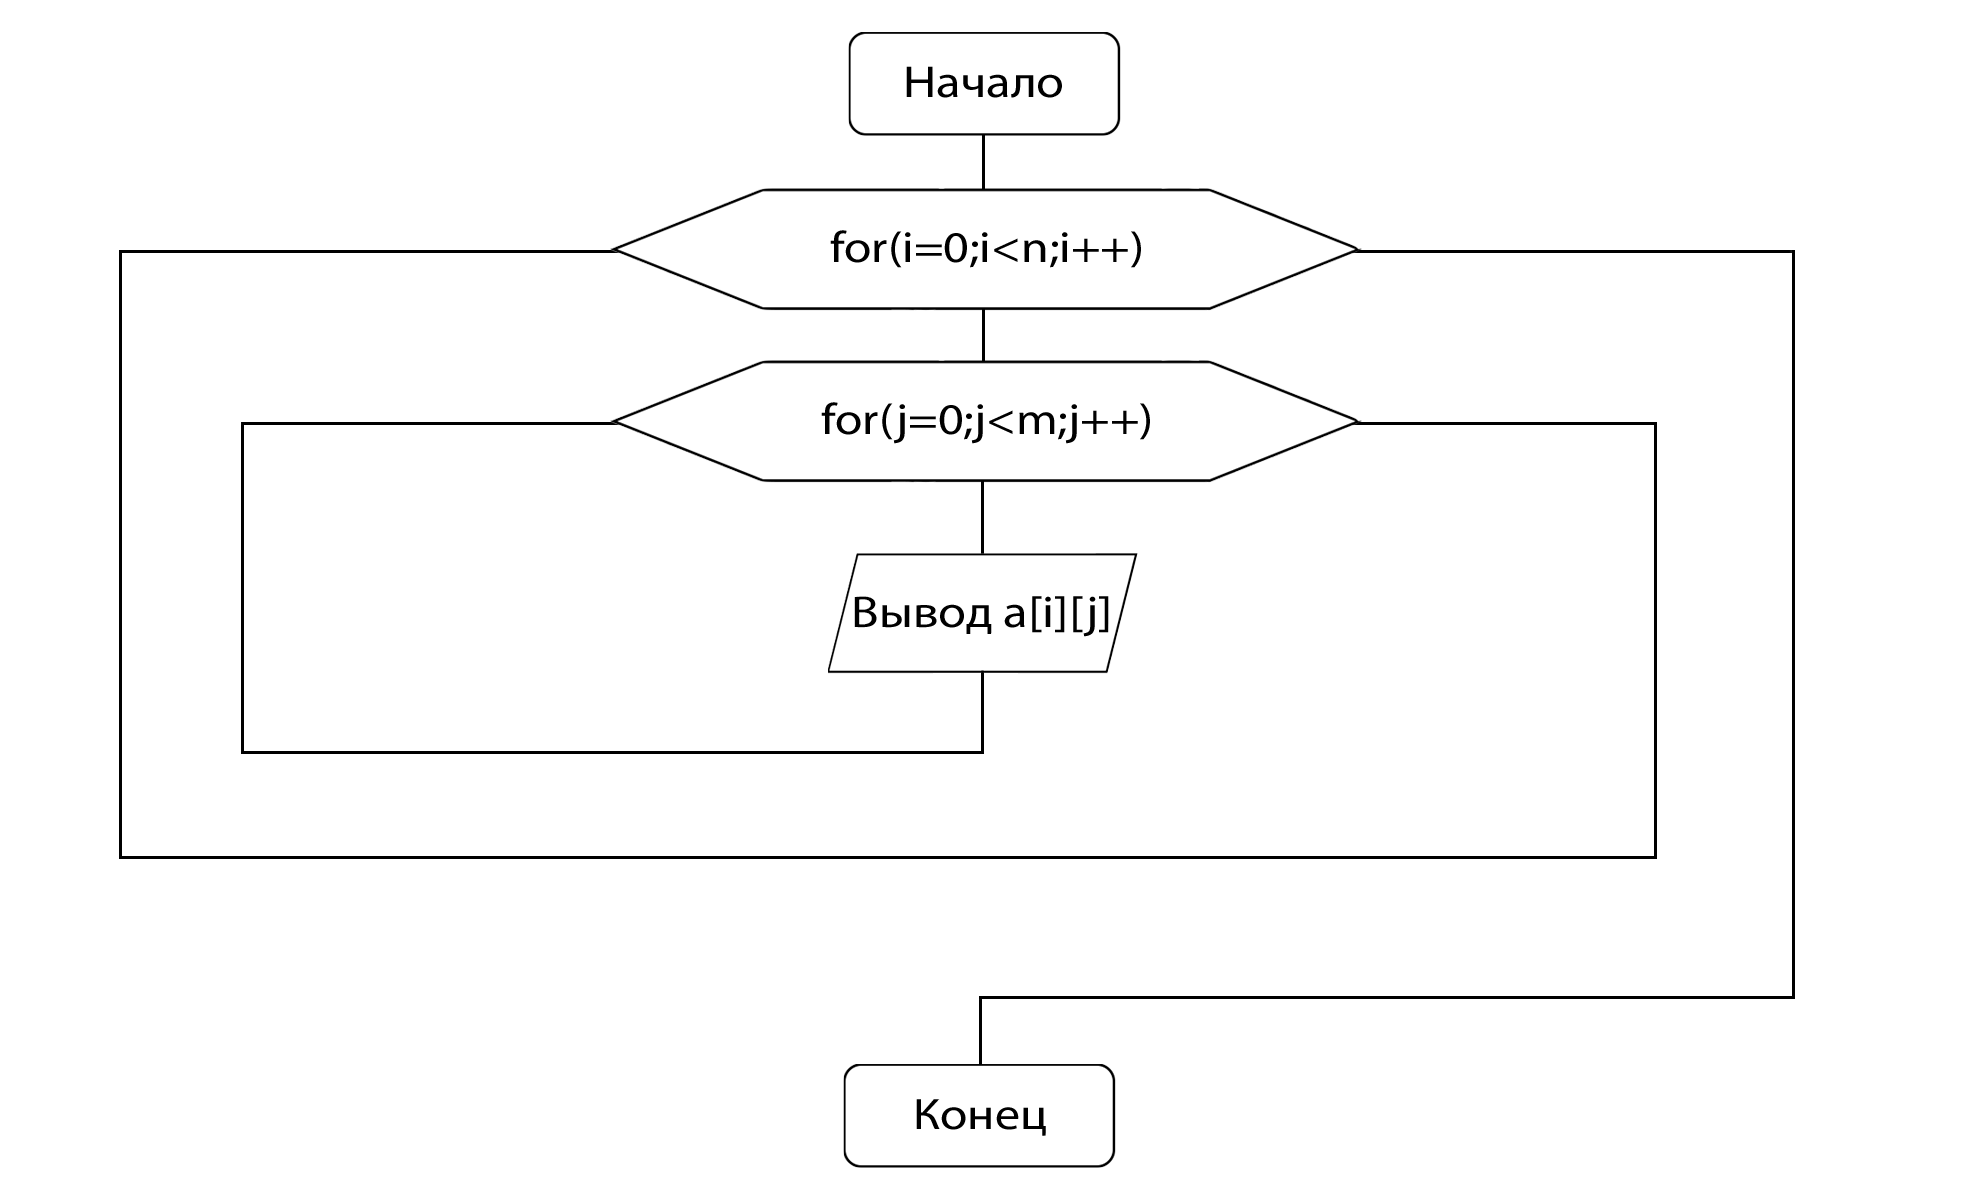 Начало
for(i=0;i<n;i++)
for(j=0;j<m;j++)
Вывод a[i][j]
Конец